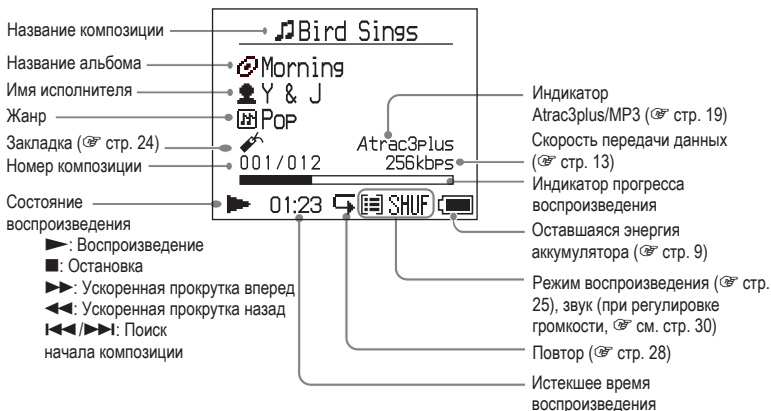 Название композиции
Название альбома
Имя исполнителя
Жанр
Закладка (☞ стр. 24)
Номер композиции
Состояние
воспроизведения
►: Воспроизведение
■: Остановка
►►: Ускоренная прокрутка вперед
◄◄: Ускоренная прокрутка назад
I◄◄/►►I: Поиск
начала композиции
Bird Sings
Morning
Y & J
Pop
Atrac3plus
001/012
256kbps
01:23
SHUF
Индикатор
Atrac3plus/MP3 (☞ стр. 19)
Скорость передачи данных
(☞ стр. 13)
Индикатор прогресса
воспроизведения
Оставшаяся энергия
аккумулятора (☞ стр. 9)
Режим воспроизведения (☞ стр.
25), звук (при регулировке
громкости, ☞ см. стр. 30)
Повтор (☞ стр. 28)
Истекшее время
воспроизведения